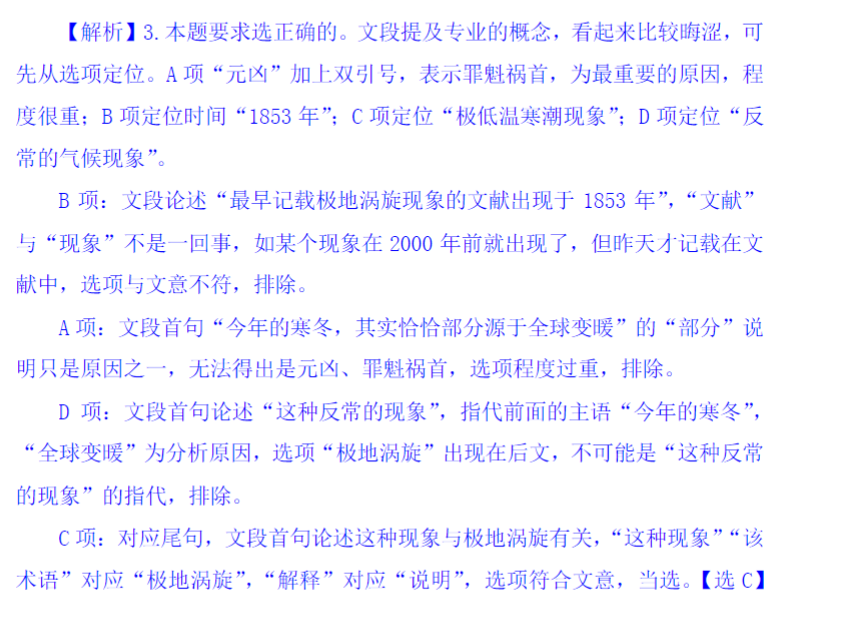 【解析】3.本题要求选正确的。文段提及专业的概念，看起来比较晦涩，可
先从选项定位。A 项“元凶”加上双引号，表示罪魁祸首，为最重要的原因，程
度很重；B 项定位时间“1853 年”；C 项定位“极低温寒潮现象”；D 项定位“反
常的气候现象”。
B 项：文段论述“最早记载极地涡旋现象的文献出现于 1853 年”，“文献”
与“现象”不是一回事，如某个现象在 2000 年前就出现了，但昨天才记载在文
献中，选项与文意不符，排除。
A 项：文段首句“今年的寒冬，其实恰恰部分源于全球变暖”的“部分”说
明只是原因之一，无法得出是元凶、罪魁祸首，选项程度过重，排除。
D 项：文段首句论述“这种反常的现象”，指代前面的主语“今年的寒冬”，
“全球变暖”为分析原因，选项“极地涡旋”出现在后文，不可能是“这种反常
的现象”的指代，排除。
C 项：对应尾句，文段首句论述这种现象与极地涡旋有关，“这种现象”“该
术语”对应“极地涡旋”，“解释”对应“说明”，选项符合文意，当选。【选 C】